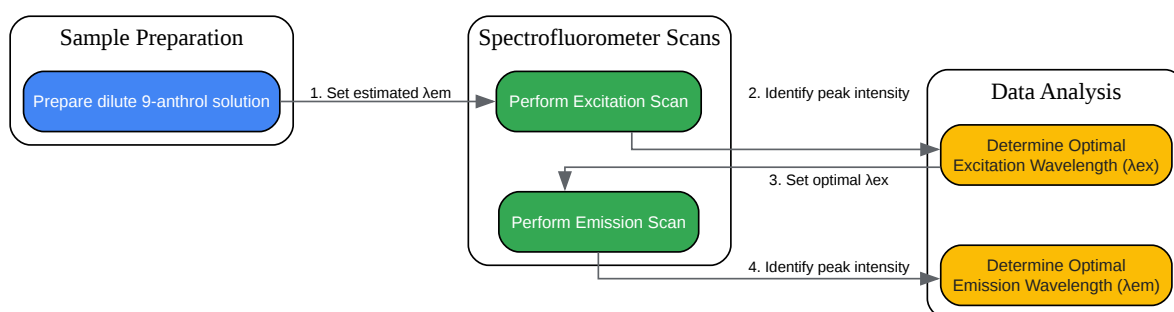 Sample Preparation
Prepare dilute 9-anthrol solution
1. Set estimated λem
Spectrofluorometer Scans
Perform Excitation Scan
2. Identify peak intensity
Data Analysis
Determine Optimal
Excitation Wavelength (λex)
3. Set optimal λex
Perform Emission Scan
4. Identify peak intensity
Determine Optimal
Emission Wavelength (λem)